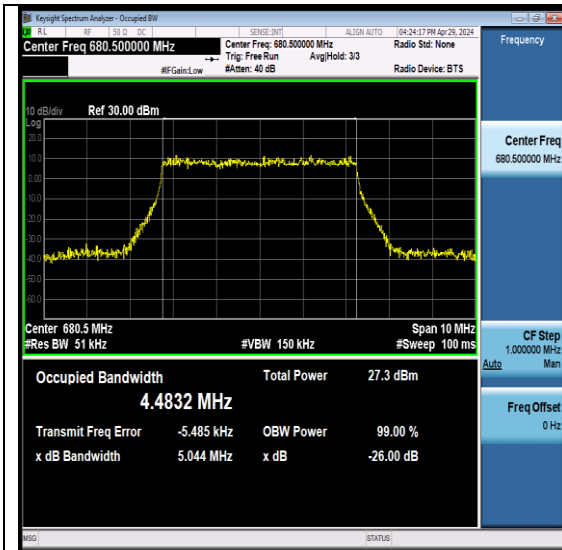 Keysight Spectrum Analyzer - Occupied BW
RL RF 50 Ω DC SENSE:INT ALIGN AUTO 04:24:17 PM Apr 29, 2024
Center Freq 680.500000 MHz Center Freq: 680.500000 MHz Radio Std: None Frequency
Trig: Free Run Avg|Hold: 3/3
#IFGain:Low #Atten: 40 dB Radio Device: BTS
10 dB/div Ref 30.00 dBm
Log
20.0
10.0
0.00
-10.0
-20.0
-30.0
-40.0
-50.0
-60.0
Center Freq
680.500000 MHz
Center 680.5 MHz Span 10 MHz
#Res BW 51 kHz #VBW 150 kHz #Sweep 100 ms
CF Step
1.000000 MHz
Auto Man
Occupied Bandwidth Total Power 27.3 dBm
4.4832 MHz
Transmit Freq Error -5.485 kHz OBW Power 99.00 %
x dB Bandwidth 5.044 MHz x dB -26.00 dB
Freq Offset
0 Hz
MSG STATUS